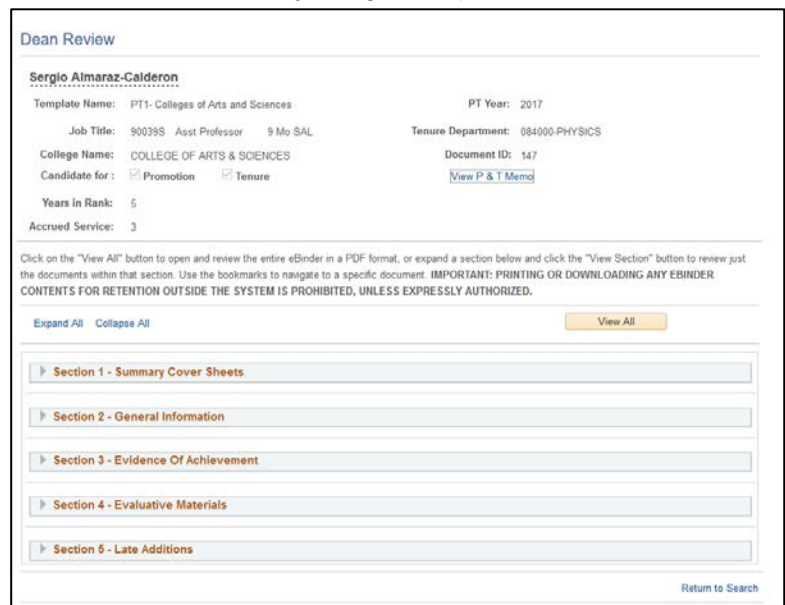 Dean Review
Sergio Almaraz-Calderon
Template Name: PT1- Colleges of Arts and Sciences PT Year: 2017
Job Title: 90039S Asst Professor 9 Mo SAL Tenure Department: 084000-PHYSICS
College Name: COLLEGE OF ARTS & SCIENCES Document ID: 147
Candidate for : Promotion Tenure View P & T Memo
Years in Rank: 5
Accrued Service: 3
Click on the "View All" button to open and review the entire eBinder in a PDF format, or expand a section below and click the "View Section" button to review just
the documents within that section. Use the bookmarks to navigate to a specific document. IMPORTANT: PRINTING OR DOWNLOADING ANY EBINDER
CONTENTS FOR RETENTION OUTSIDE THE SYSTEM IS PROHIBITED, UNLESS EXPRESSLY AUTHORIZED.
Expand All Collapse All View All
Section 1 - Summary Cover Sheets
Section 2 - General Information
Section 3 - Evidence Of Achievement
Section 4 - Evaluative Materials
Section 5 - Late Additions
Return to Search